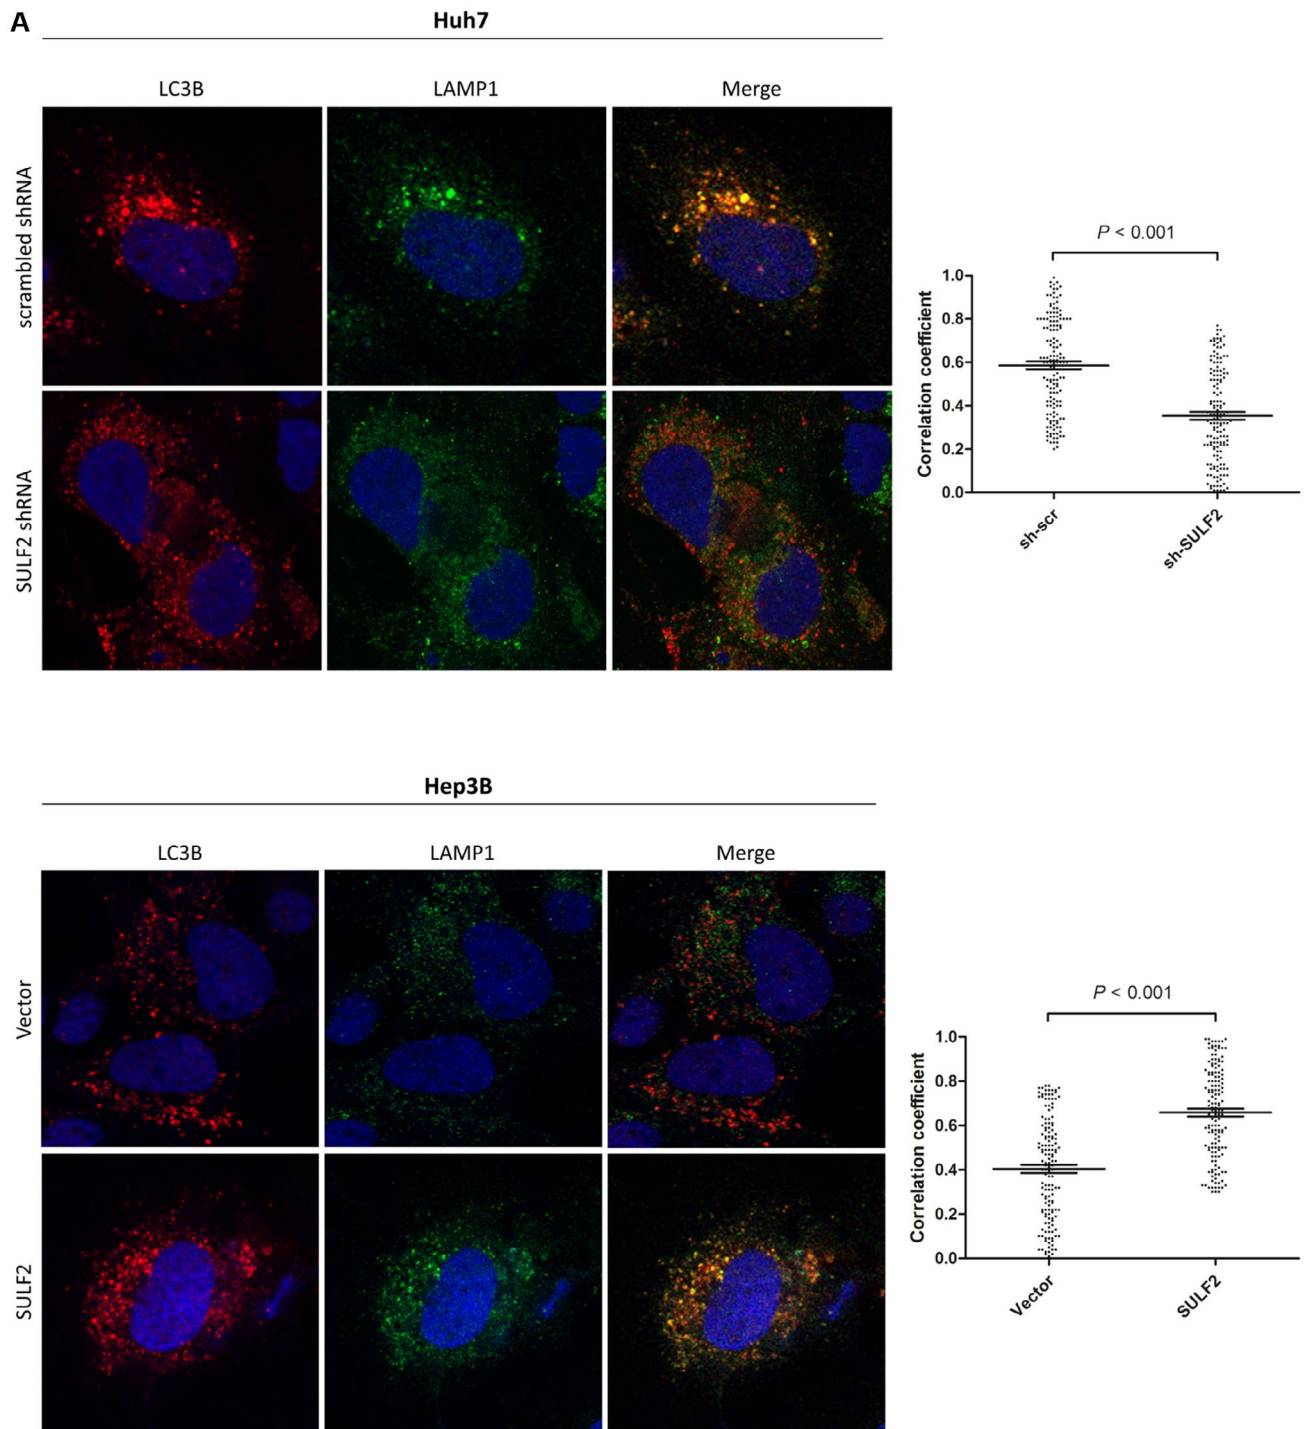 A
Huh7
LC3B
LAMP1
Merge
scrambled shRNA
SULF2 shRNA
P < 0.001
Correlation coefficient
1.0
0.8
0.6
0.4
0.2
0.0
sh-scr
sh-SULF2
Hep3B
LC3B
LAMP1
Merge
Vector
SULF2
P < 0.001
Correlation coefficient
1.0
0.8
0.6
0.4
0.2
0.0
Vector
SULF2